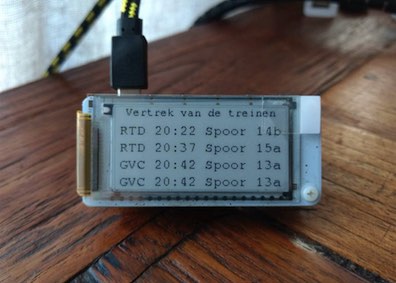 Vertrek van de treinen
RTD 20:22 Spoor 14b
RTD 20:37 Spoor 15a
GVC 20:42 Spoor 13a
GVC 20:42 Spoor 13a